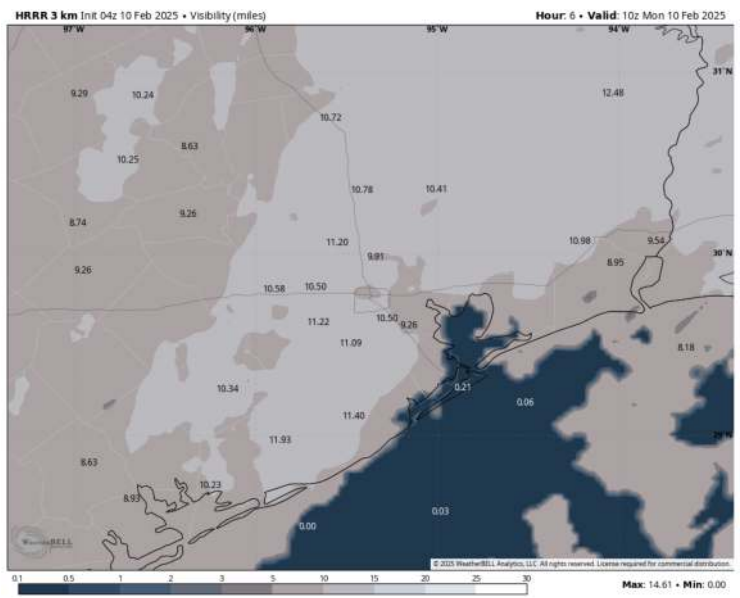 HRRR 3 km Init 04z 10 Feb 2025 • Visibility (miles)
Hour: 6 • Valid: 10z Mon 10 Feb 2025
97°W 96°W 95°W 94°W
31°N
9.29 10.24 12.48
10.72
8.63
10.25
10.78 10.41
9.26
8.74
11.20 10.98 9.54
9.91
30°N
9.26 8.95
10.58 10.50
11.22 10.50 9.26
11.09 8.18
10.34 0.21
0.06
11.40
11.93 29°N
8.63
10.23
8.93
0.00 0.03
WeatherBELL
© 2025 WeatherBELL Analytics, LLC. All rights reserved. License required for commercial distribution.
0.1 0.5 1 2 3 5 10 15 20 25 30
Max: 14.61 • Min: 0.00